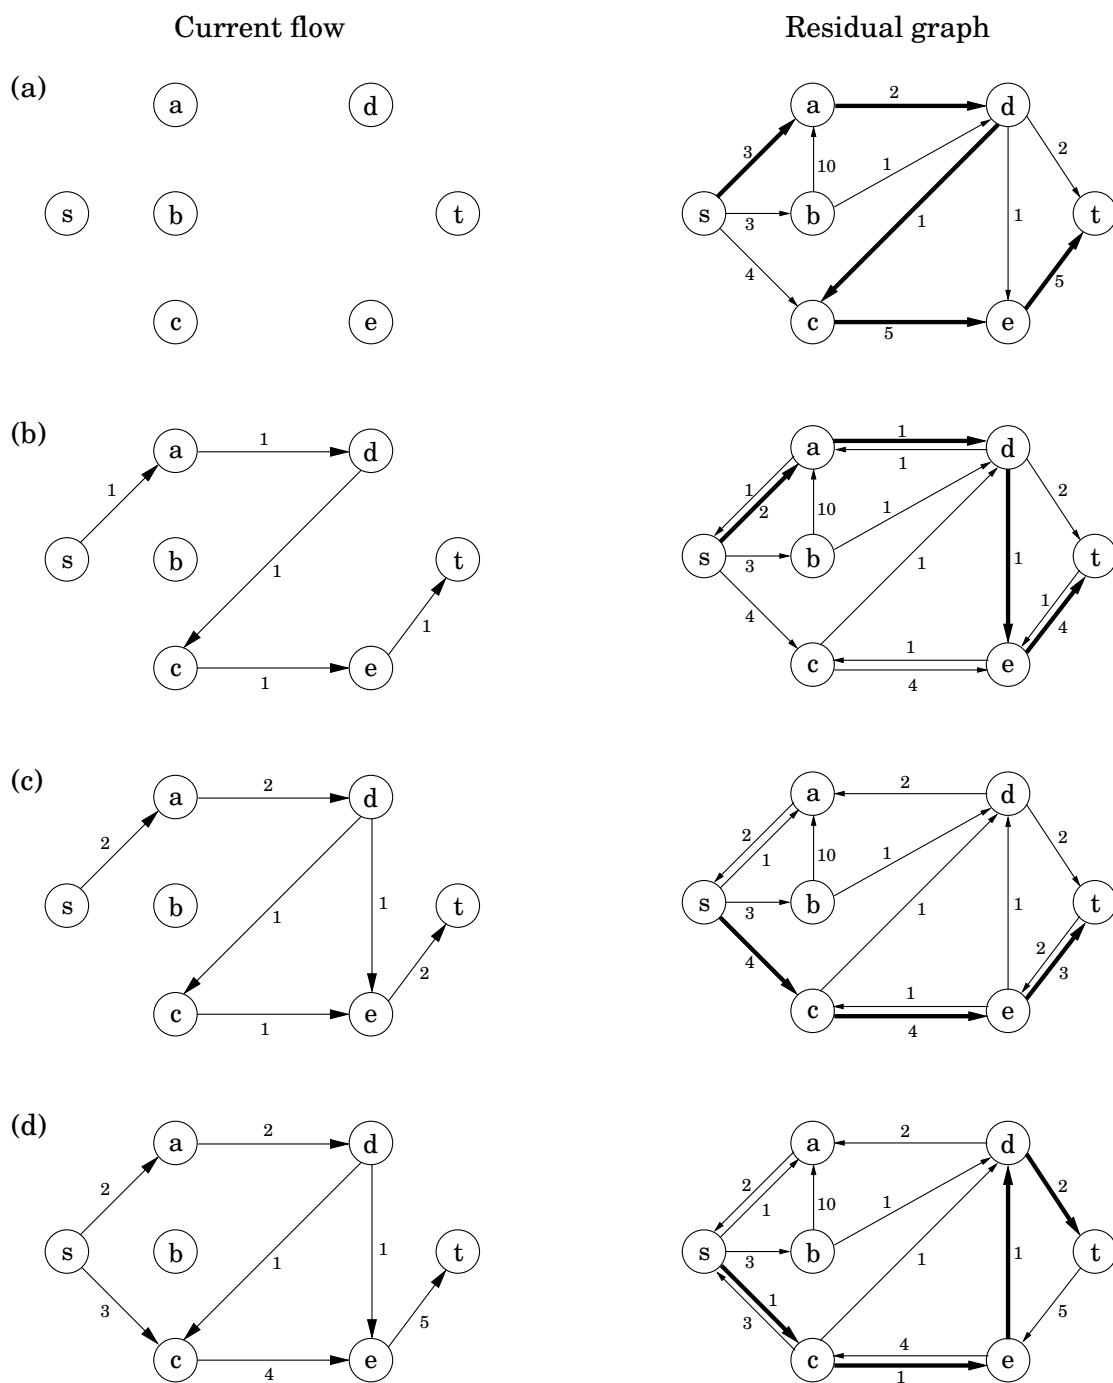 Current flow Residual graph
(a)
a d a 2 d
3 10 1 2
s b t s 3 b 1 1 t
4 5
c e c 5 e
(b)
a 1 d a 1 1 d
1 1 2 10 1 2
s b 1 t s 3 b 1 1 t
1 4 1 4
c 1 e c 1 4 e
(c)
a 2 d a 2 d
2 2 1 10 1 2
s b 1 1 t s 3 b 1 1 t
2 4 2 3
c 1 e c 1 4 e
(d)
a 2 d a 2 d
2 2 1 10 1 2
s b 1 1 t s 3 b 1 1 t
3 5 1 3 5
c 4 e c 4 1 e